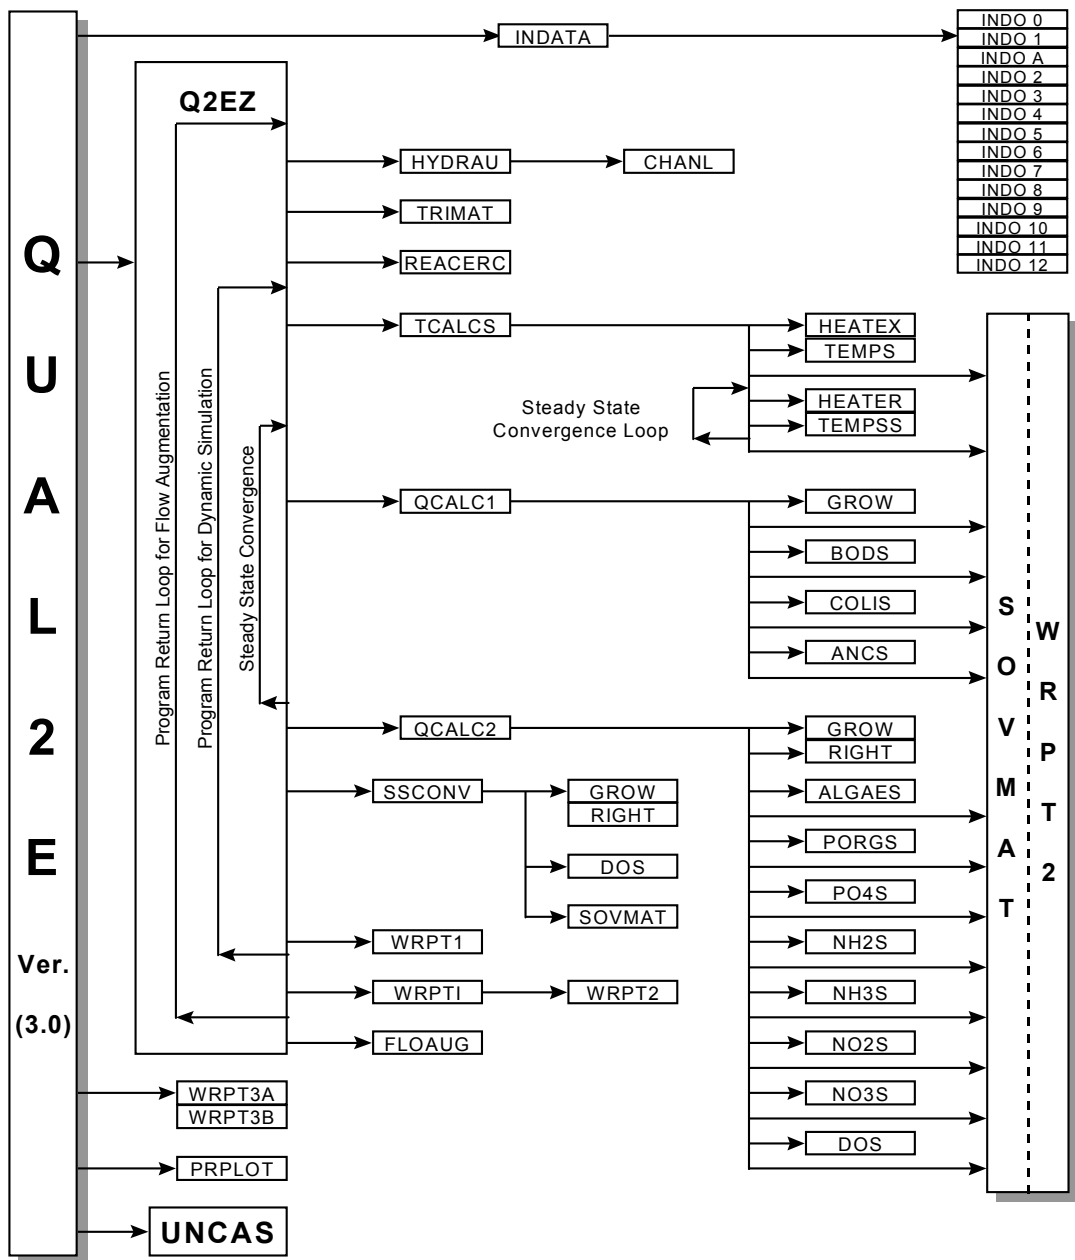 QUAL2E
Ver.
(3.0)
INDATA
INDO 0
INDO 1
INDO A
INDO 2
INDO 3
INDO 4
INDO 5
INDO 6
INDO 7
INDO 8
INDO 9
INDO 10
INDO 11
INDO 12
Q2EZ
Program Return Loop for Flow Augmentation
Program Return Loop for Dynamic Simulation
Steady State Convergence
HYDRAU
CHANL
TRIMAT
REACERC
TCALCS
HEATEX
TEMPS
Steady State
Convergence Loop
HEATER
TEMPSS
QCALC1
GROW
BODS
COLIS
ANCS
QCALC2
GROW
RIGHT
ALGAES
PORGS
PO4S
NH2S
NH3S
NO2S
NO3S
DOS
SSCONV
GROW
RIGHT
DOS
SOVMAT
WRPT1
WRPTI
WRPT2
FLOAUG
SOVMAT
WRPT2
WRPT3A
WRPT3B
PRPLOT
UNCAS